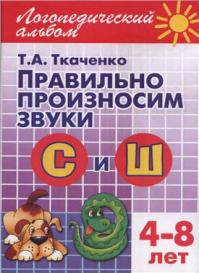 Логопедический
альбом
Т.А. Ткаченко
ПРАВИЛЬНО
ПРОИЗНОСИМ
ЗВУКИ
С и Ш
4-8
лет